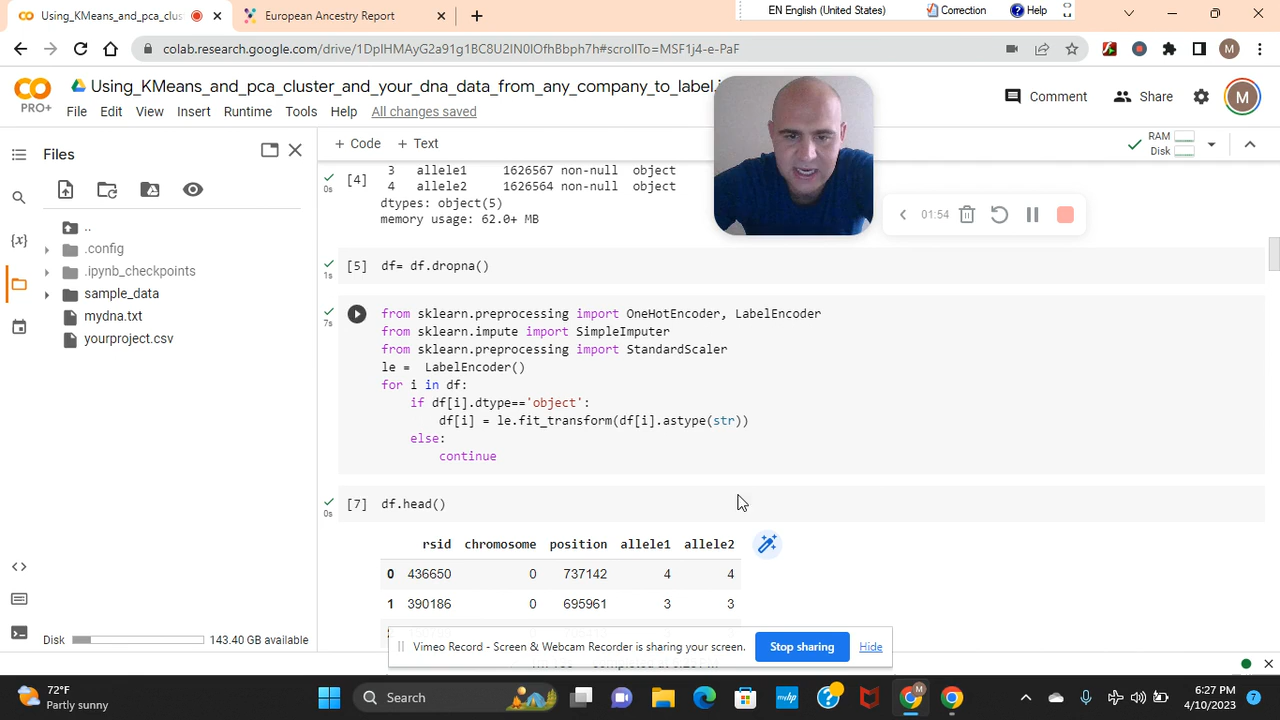 Using_KMeans_and_pca_clust
European Ancestry Report
EN English (United States)
Correction
Help
colab.research.google.com/drive/1DpIHMAyG2a91g1BC8U2IN0IOfhBbph7h#scrollTo=MSF1j4-e-PaF
M
PRO+
Using_KMeans_and_pca_cluster_and_your_dna_data_from_any_company_to_label.i
Comment
Share
M
File Edit View Insert Runtime Tools Help All changes saved
Files
+ Code + Text
RAM
Disk
..
.config
.ipynb_checkpoints
sample_data
mydna.txt
yourproject.csv
Disk
143.40 GB available
0s
[4]
3 allele1 1626567 non-null object
4 allele2 1626564 non-null object
dtypes: object(5)
memory usage: 62.0+ MB
01:54
1s
[5] df= df.dropna()
7s
from sklearn.preprocessing import OneHotEncoder, LabelEncoder
from sklearn.impute import SimpleImputer
from sklearn.preprocessing import StandardScaler
le = LabelEncoder()
for i in df:
if df[i].dtype=='object':
df[i] = le.fit_transform(df[i].astype(str))
else:
continue
0s
[7] df.head()
rsid chromosome position allele1 allele2
0 436650 0 737142 4 4
1 390186 0 695961 3 3
Vimeo Record - Screen & Webcam Recorder is sharing your screen.
Stop sharing
Hide
72°F
Partly sunny
Search
6:27 PM
4/10/2023
7